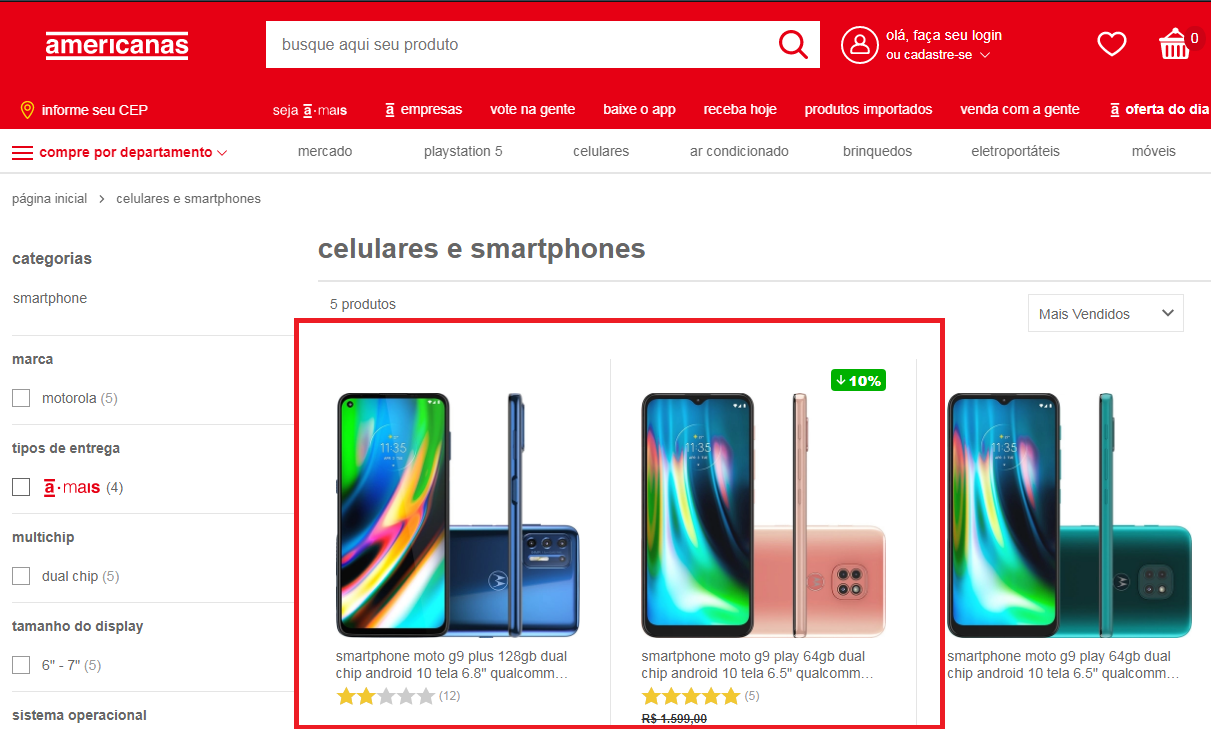 americanas
busque aqui seu produto
olá, faça seu login
ou cadastre-se
0
informe seu CEP
seja a·mais
a empresas
vote na gente
baixe o app
receba hoje
produtos importados
venda com a gente
a oferta do dia
compre por departamento
mercado
playstation 5
celulares
ar condicionado
brinquedos
eletroportáteis
móveis
página inicial > celulares e smartphones
categorias
smartphone
marca
motorola (5)
tipos de entrega
a·mais (4)
multichip
dual chip (5)
tamanho do display
6" - 7" (5)
sistema operacional
celulares e smartphones
5 produtos
Mais Vendidos
11:35
smartphone moto g9 plus 128gb dual
chip android 10 tela 6.8" qualcomm…
(12)
10%
11:35
smartphone moto g9 play 64gb dual
chip android 10 tela 6.5" qualcomm…
(5)
R$ 1.599,00
11:35
smartphone moto g9 play 64gb dual
chip android 10 tela 6.5" qualcomm…